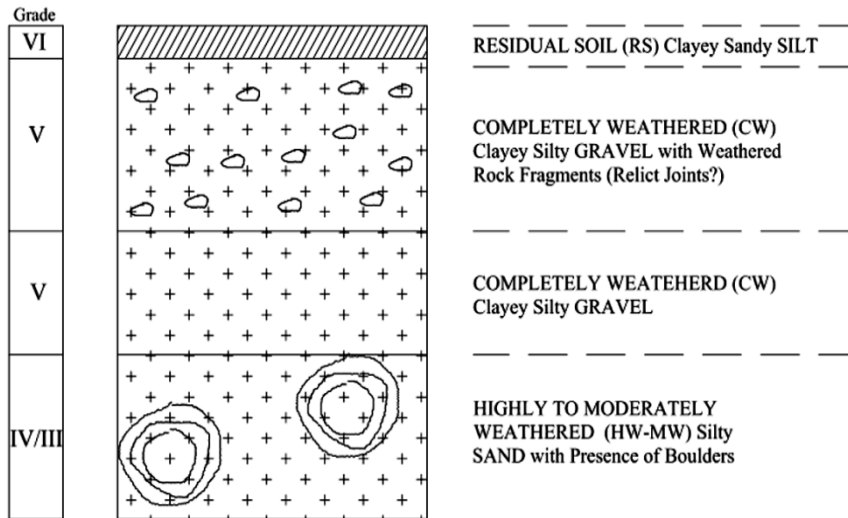 Grade
VI
RESIDUAL SOIL (RS) Clayey Sandy SILT
V
COMPLETELY WEATHERED (CW)
Clayey Silty GRAVEL with Weathered
Rock Fragments (Relict Joints?)
V
COMPLETELY WEATEHERD (CW)
Clayey Silty GRAVEL
IV/III
HIGHLY TO MODERATELY
WEATHERED (HW-MW) Silty
SAND with Presence of Boulders